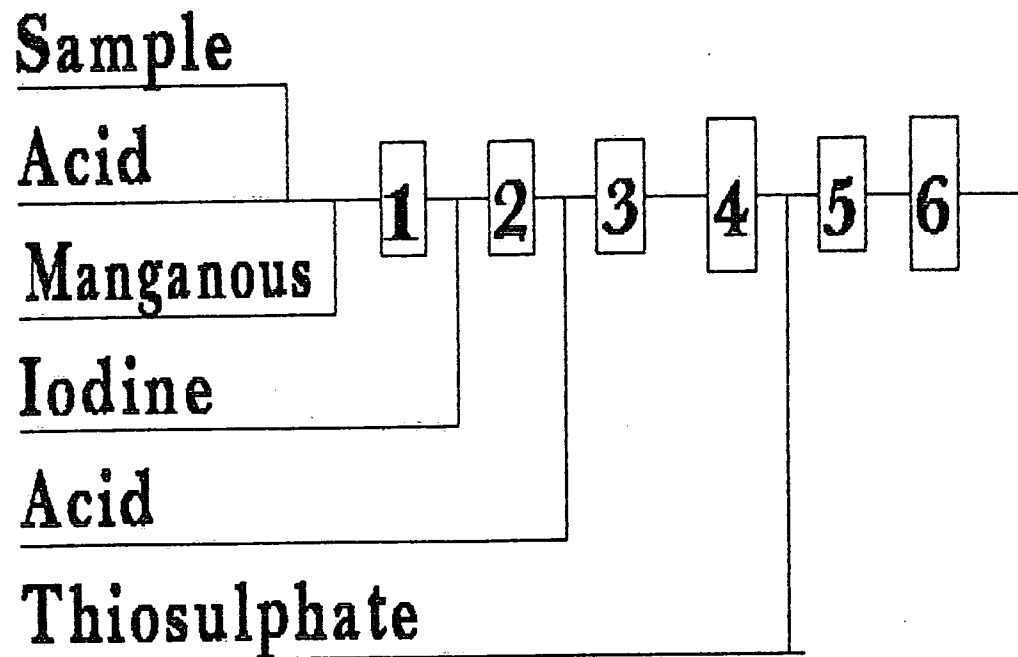 Sample
Acid
1 2 3 4 5 6
Manganous
Iodine
Acid
Thiosulphate